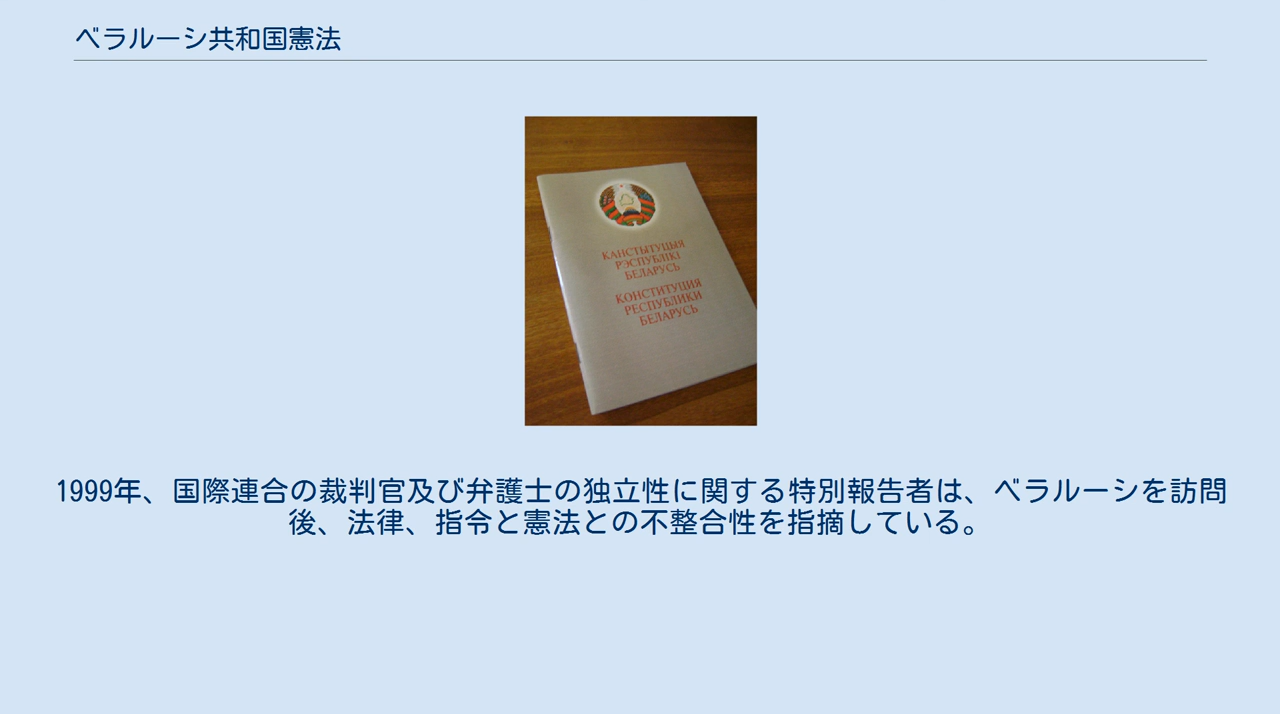 ベラルーシ共和国憲法
КАНСТЫТУЦЫЯ
РЭСПУБЛІКІ
БЕЛАРУСЬ
КОНСТИТУЦИЯ
РЕСПУБЛИКИ
БЕЛАРУСЬ
1999年、国際連合の裁判官及び弁護士の独立性に関する特別報告者は、ベラルーシを訪問
後、法律、指令と憲法との不整合性を指摘している。